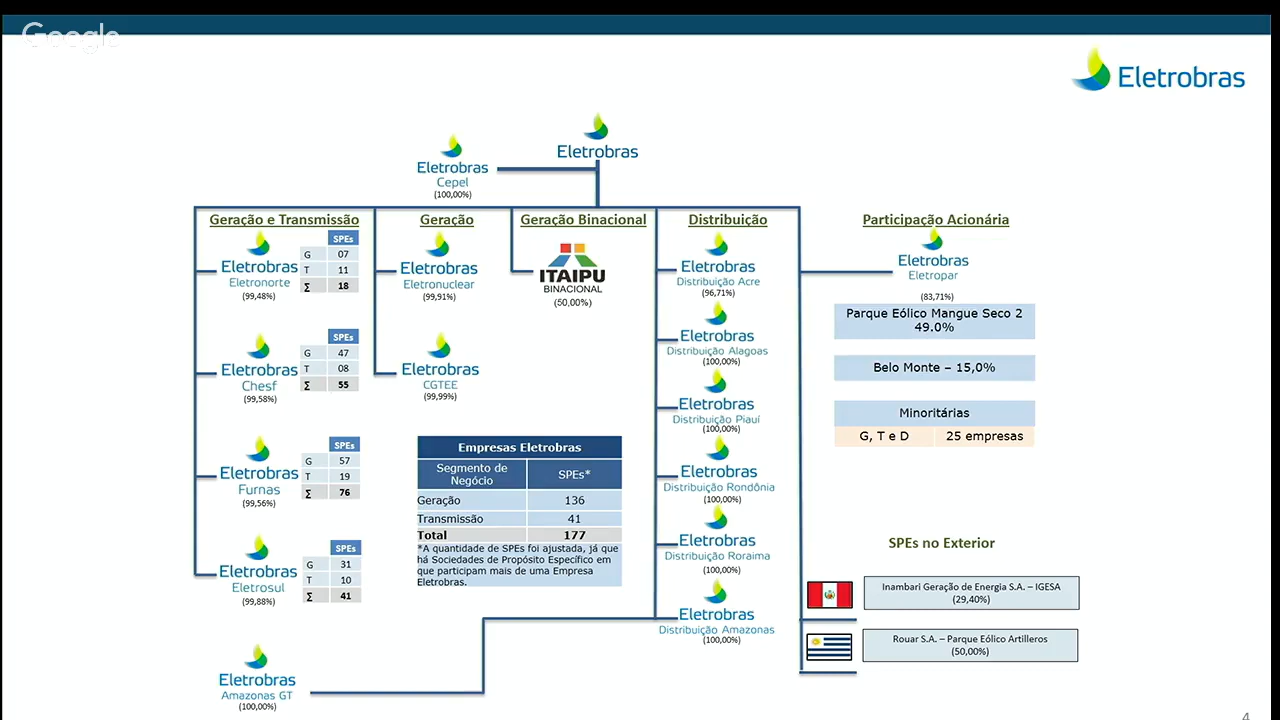 Google
Eletrobras
Eletrobras
Eletrobras
Cepel
(100,00%)
Geração e Transmissão
Geração
Geração Binacional
Distribuição
Participação Acionária
Eletrobras
Eletronorte
(99,48%)
SPEs
G 07
T 11
Σ 18
Eletrobras
Chesf
(99,58%)
SPEs
G 47
T 08
Σ 55
Eletrobras
Furnas
(99,56%)
SPEs
G 57
T 19
Σ 76
Eletrobras
Eletrosul
(99,88%)
SPEs
G 31
T 10
Σ 41
Eletrobras
Amazonas GT
(100,00%)
Eletrobras
Eletronuclear
(99,91%)
Eletrobras
CGTEE
(99,99%)
Empresas Eletrobras
Segmento de
Negócio
SPEs*
Geração 136
Transmissão 41
Total 177
*A quantidade de SPEs foi ajustada, já que
há Sociedades de Propósito Específico em
que participam mais de uma Empresa
Eletrobras.
ITAIPU
BINACIONAL
(50,00%)
Eletrobras
Distribuição Acre
(96,71%)
Eletrobras
Distribuição Alagoas
(100,00%)
Eletrobras
Distribuição Piauí
(100,00%)
Eletrobras
Distribuição Rondônia
(100,00%)
Eletrobras
Distribuição Roraima
(100,00%)
Eletrobras
Distribuição Amazonas
(100,00%)
Eletrobras
Eletropar
(83,71%)
Parque Eólico Mangue Seco 2
49.0%
Belo Monte – 15,0%
Minoritárias
G, T e D 25 empresas
SPEs no Exterior
Inambari Geração de Energia S.A. – IGESA
(29,40%)
Rouar S.A. – Parque Eólico Artilleros
(50,00%)
4